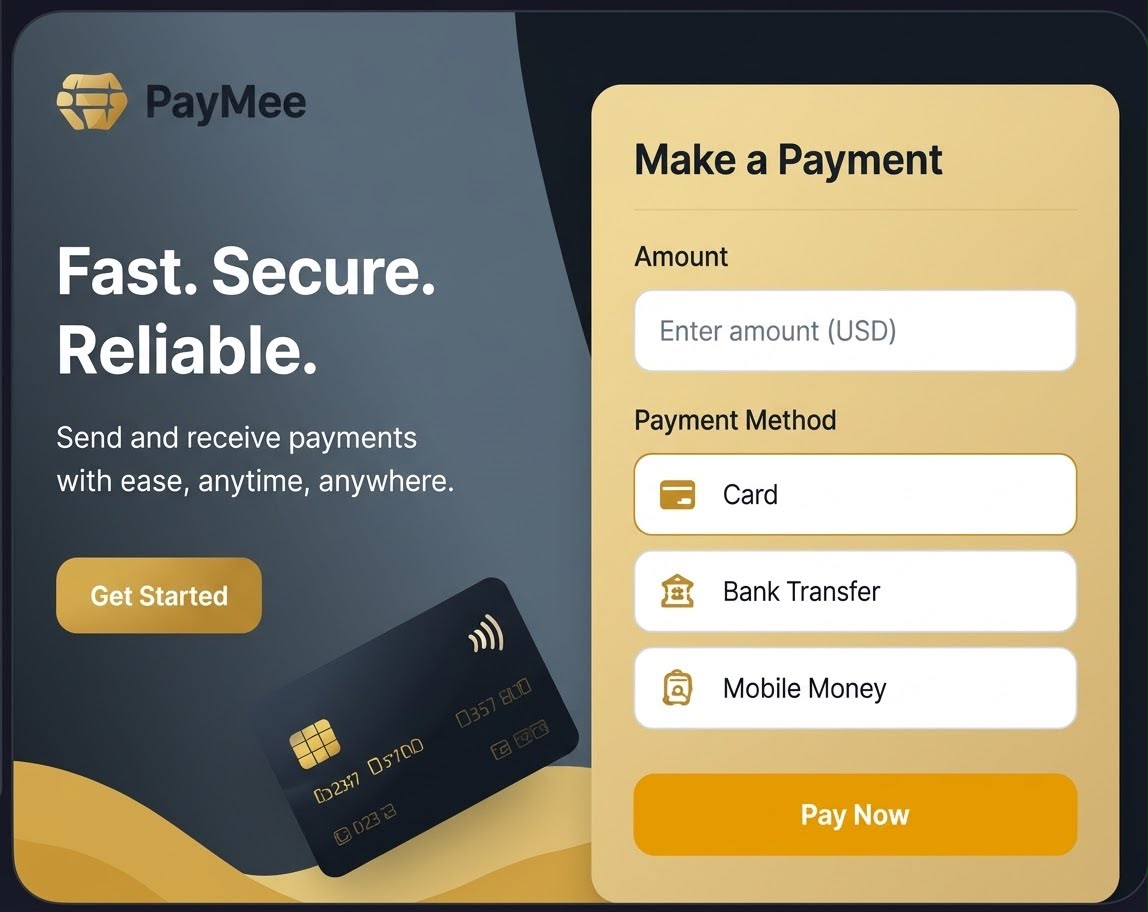 PayMee
Fast. Secure.
Reliable.
Send and receive payments
with ease, anytime, anywhere.
Get Started
Make a Payment
Amount
Enter amount (USD)
Payment Method
Card
Bank Transfer
Mobile Money
Pay Now